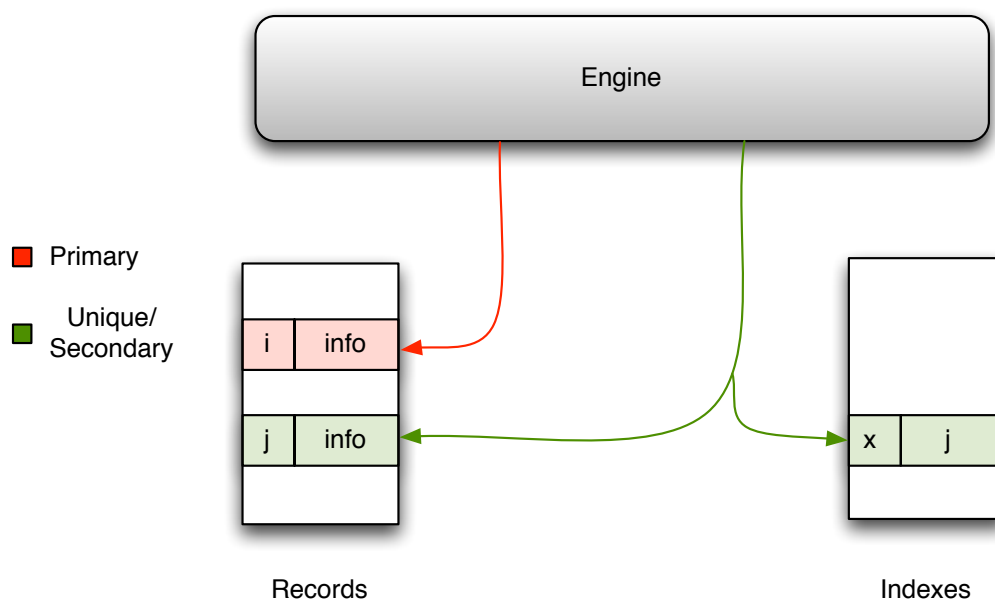 Engine
Primary
Unique/
Secondary
i info
j info
x j
Records
Indexes